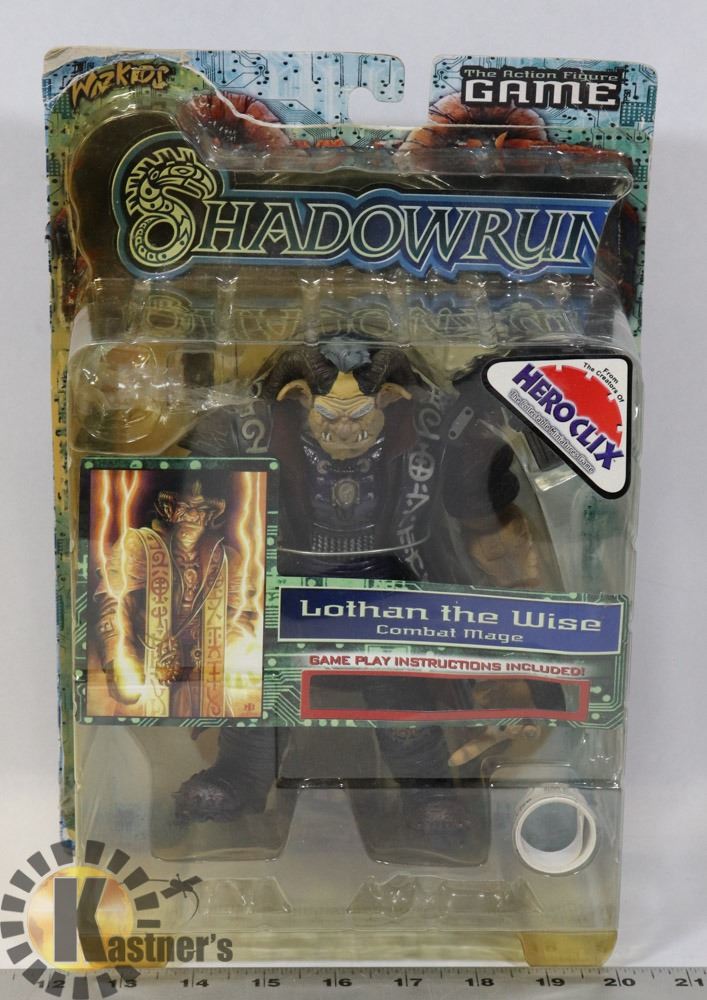 WIZKIDS
The Action Figure
GAME
SHADOWRUN
From
The Creators Of
HEROCLIX
Lothan the Wise
Combat Mage
GAME PLAY INSTRUCTIONS INCLUDED!
Kastner's
12 13 14 15 16 17 18 19 20 21